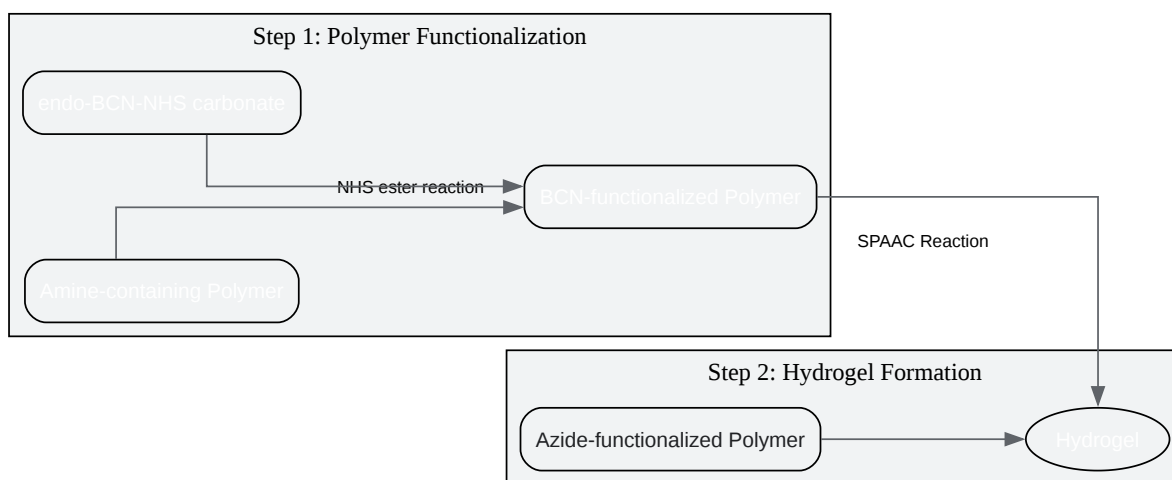 Step 1: Polymer Functionalization
endo-BCN-NHS carbonate
NHS ester reaction
BCN-functionalized Polymer
SPAAC Reaction
Amine-containing Polymer
Step 2: Hydrogel Formation
Azide-functionalized Polymer
Hydrogel